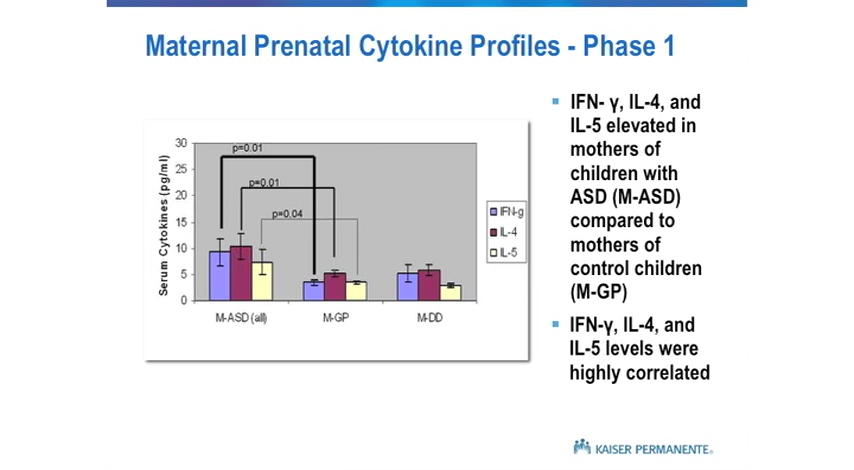 Maternal Prenatal Cytokine Profiles - Phase 1
30
25
20
15
10
5
0
Serum Cytokines (pg/ml)
p=0.01
p=0.01
p=0.04
M-ASD (all)
M-GP
M-DD
IFN-g
IL-4
IL-5
IFN- γ, IL-4, and
IL-5 elevated in
mothers of
children with
ASD (M-ASD)
compared to
mothers of
control children
(M-GP)
IFN-γ, IL-4, and
IL-5 levels were
highly correlated
KAISER PERMANENTE®